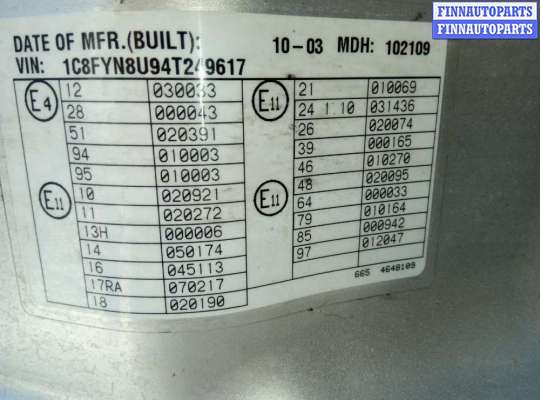 FINNAUTOPARTS
FINNAUTOPARTS
DATE OF MFR.(BUILT): 10-03 MDH: 102109
VIN: 1C8FYN8U94T249617
E4
12 030033
28 000043
51 020391
94 010003
95 010003
E11
10 020921
11 020272
13H 000006
14 050174
16 045113
17RA 070217
18 020190
E11
21 010069
24 1 10 031436
26 020074
39 000165
46 010270
E11
48 020095
64 000033
79 010164
85 000942
97 012047
665 4648109
FINNAUTOPARTS
FINNAUTOPARTS